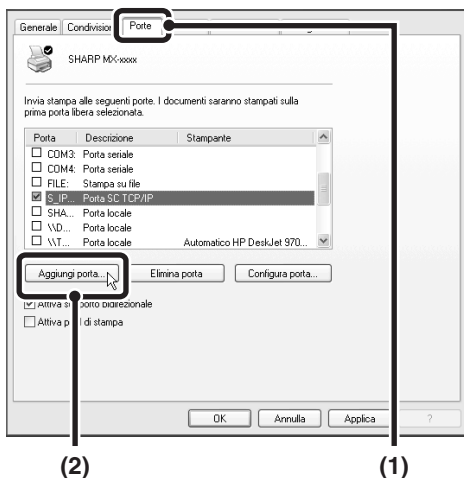 Generale Condivision Porte
SHARP MX-xxxx
Invia stampa alle seguenti porte. I documenti saranno stampati sulla
prima porta libera selezionata.
Porta Descrizione Stampante
COM3: Porta seriale
COM4: Porta seriale
FILE: Stampa su file
S_IP... Porta SC TCP/IP
SHA... Porta locale
\\D... Porta locale
\\T... Porta locale Automatico HP DeskJet 970...
Aggiungi porta... Elimina porta Configura porta...
Attiva su porto bidirezionale
Attiva p l di stampa
OK Annulla Applica ?
(2) (1)